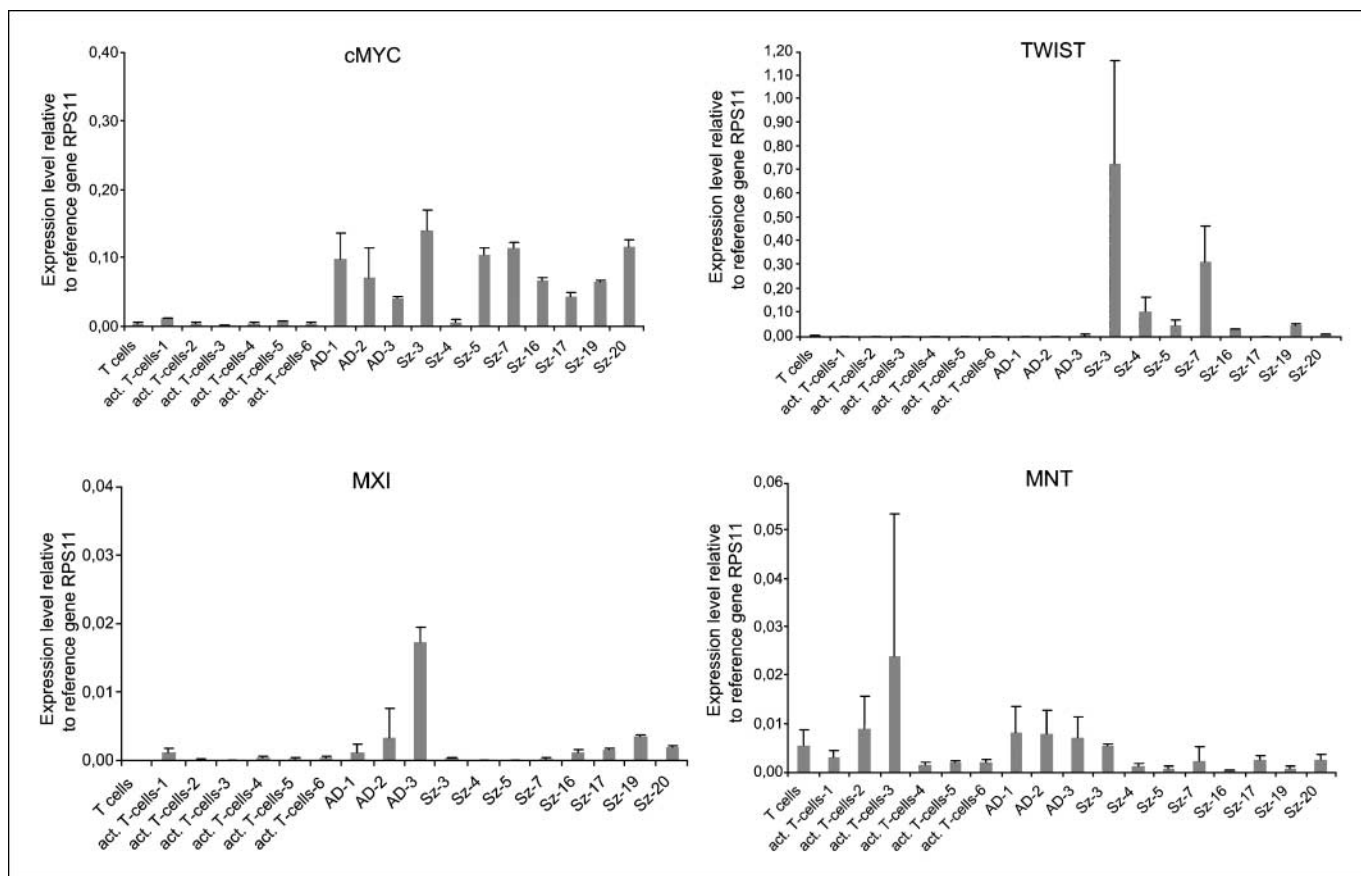 cMYC
Expression level relative
to reference gene RPS11
0,40
0,30
0,20
0,10
0,00
T cells
act. T-cells-1
act. T-cells-2
act. T-cells-3
act. T-cells-4
act. T-cells-5
act. T-cells-6
AD-1
AD-2
AD-3
Sz-3
Sz-4
Sz-5
Sz-7
Sz-16
Sz-17
Sz-19
Sz-20
TWIST
Expression level relative
to reference gene RPS11
1,20
1,10
1,00
0,90
0,80
0,70
0,60
0,50
0,40
0,30
0,20
0,10
0,00
T cells
act. T-cells-1
act. T-cells-2
act. T-cells-3
act. T-cells-4
act. T-cells-5
act. T-cells-6
AD-1
AD-2
AD-3
Sz-3
Sz-4
Sz-5
Sz-7
Sz-16
Sz-17
Sz-19
Sz-20
MXI
Expression level relative
to reference gene RPS11
0,04
0,03
0,02
0,01
0,00
T cells
act. T-cells-1
act. T-cells-2
act. T-cells-3
act. T-cells-4
act. T-cells-5
act. T-cells-6
AD-1
AD-2
AD-3
Sz-3
Sz-4
Sz-5
Sz-7
Sz-16
Sz-17
Sz-19
Sz-20
MNT
Expression level relative
to reference gene RPS11
0,06
0,05
0,04
0,03
0,02
0,01
0,00
T cells
act. T-cells-1
act. T-cells-2
act. T-cells-3
act. T-cells-4
act. T-cells-5
act. T-cells-6
AD-1
AD-2
AD-3
Sz-3
Sz-4
Sz-5
Sz-7
Sz-16
Sz-17
Sz-19
Sz-20